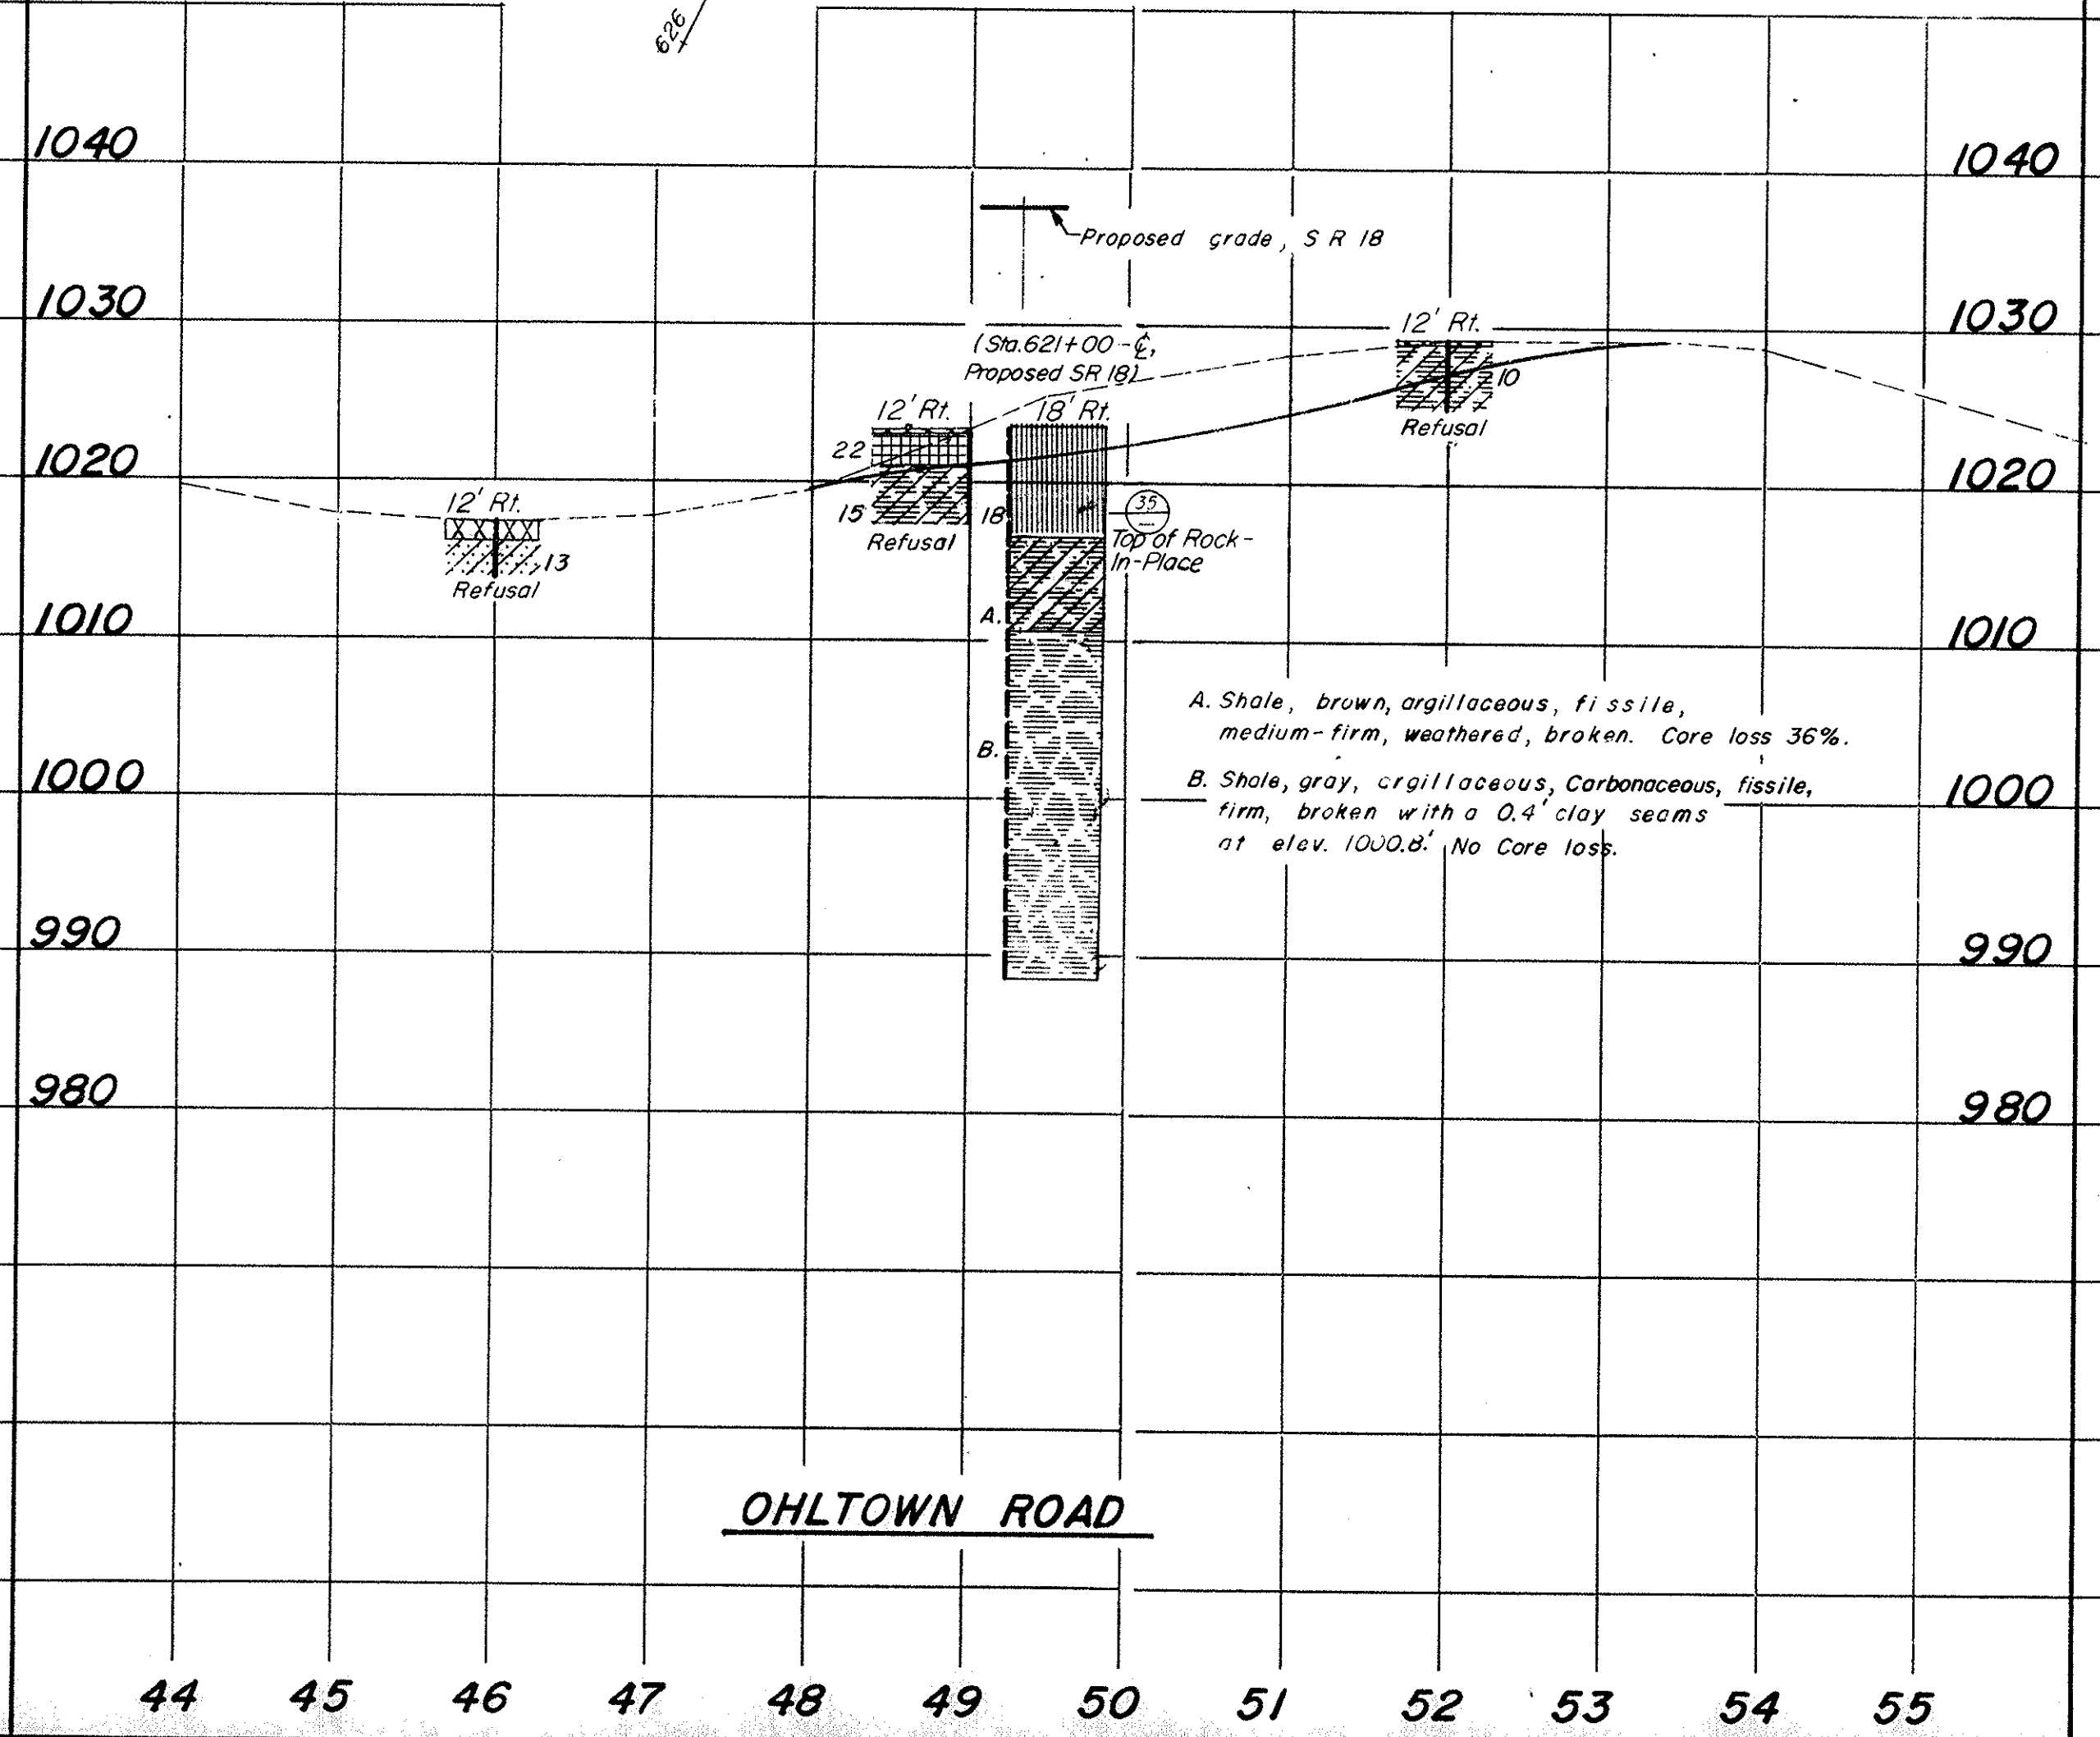 626
1040 1040
Proposed grade, S R 18
1030 1030
12' Rt.
(Sta.621+00-℄,
Proposed SR 18)
10
12' Rt. 18' Rt.
Refusal
22
1020 1020
12' Rt.
15 18 35
Refusal
Top of Rock-
In-Place
13
Refusal
1010 1010
A.
A. Shale, brown, argillaceous, fissile,
medium-firm, weathered, broken. Core loss 36%.
B.
1000 1000
B. Shale, gray, argillaceous, Carbonaceous, fissile,
firm, broken with a 0.4' clay seams
at elev. 1000.8.' No Core loss.
990 990
980 980
OHLTOWN ROAD
44 45 46 47 48 49 50 51 52 53 54 55